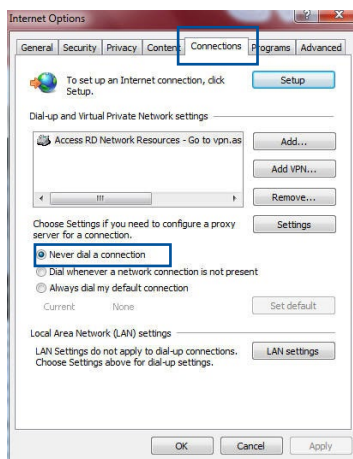 Internet Options
General Security Privacy Content Connections Programs Advanced
To set up an Internet connection, click
Setup.
Setup
Dial-up and Virtual Private Network settings
Access RD Network Resources - Go to vpn.as
Add...
Add VPN...
Remove...
Choose Settings if you need to configure a proxy
server for a connection.
Settings
Never dial a connection
Dial whenever a network connection is not present
Always dial my default connection
Current None
Set default
Local Area Network (LAN) settings
LAN Settings do not apply to dial-up connections.
Choose Settings above for dial-up settings.
LAN settings
OK Cancel Apply